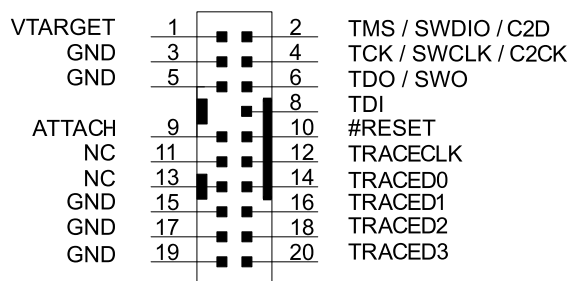 VTARGET 1 2 TMS / SWDIO / C2D
GND 3 4 TCK / SWCLK / C2CK
GND 5 6 TDO / SWO
8 TDI
ATTACH 9 10 #RESET
NC 11 12 TRACECLK
NC 13 14 TRACED0
GND 15 16 TRACED1
GND 17 18 TRACED2
GND 19 20 TRACED3